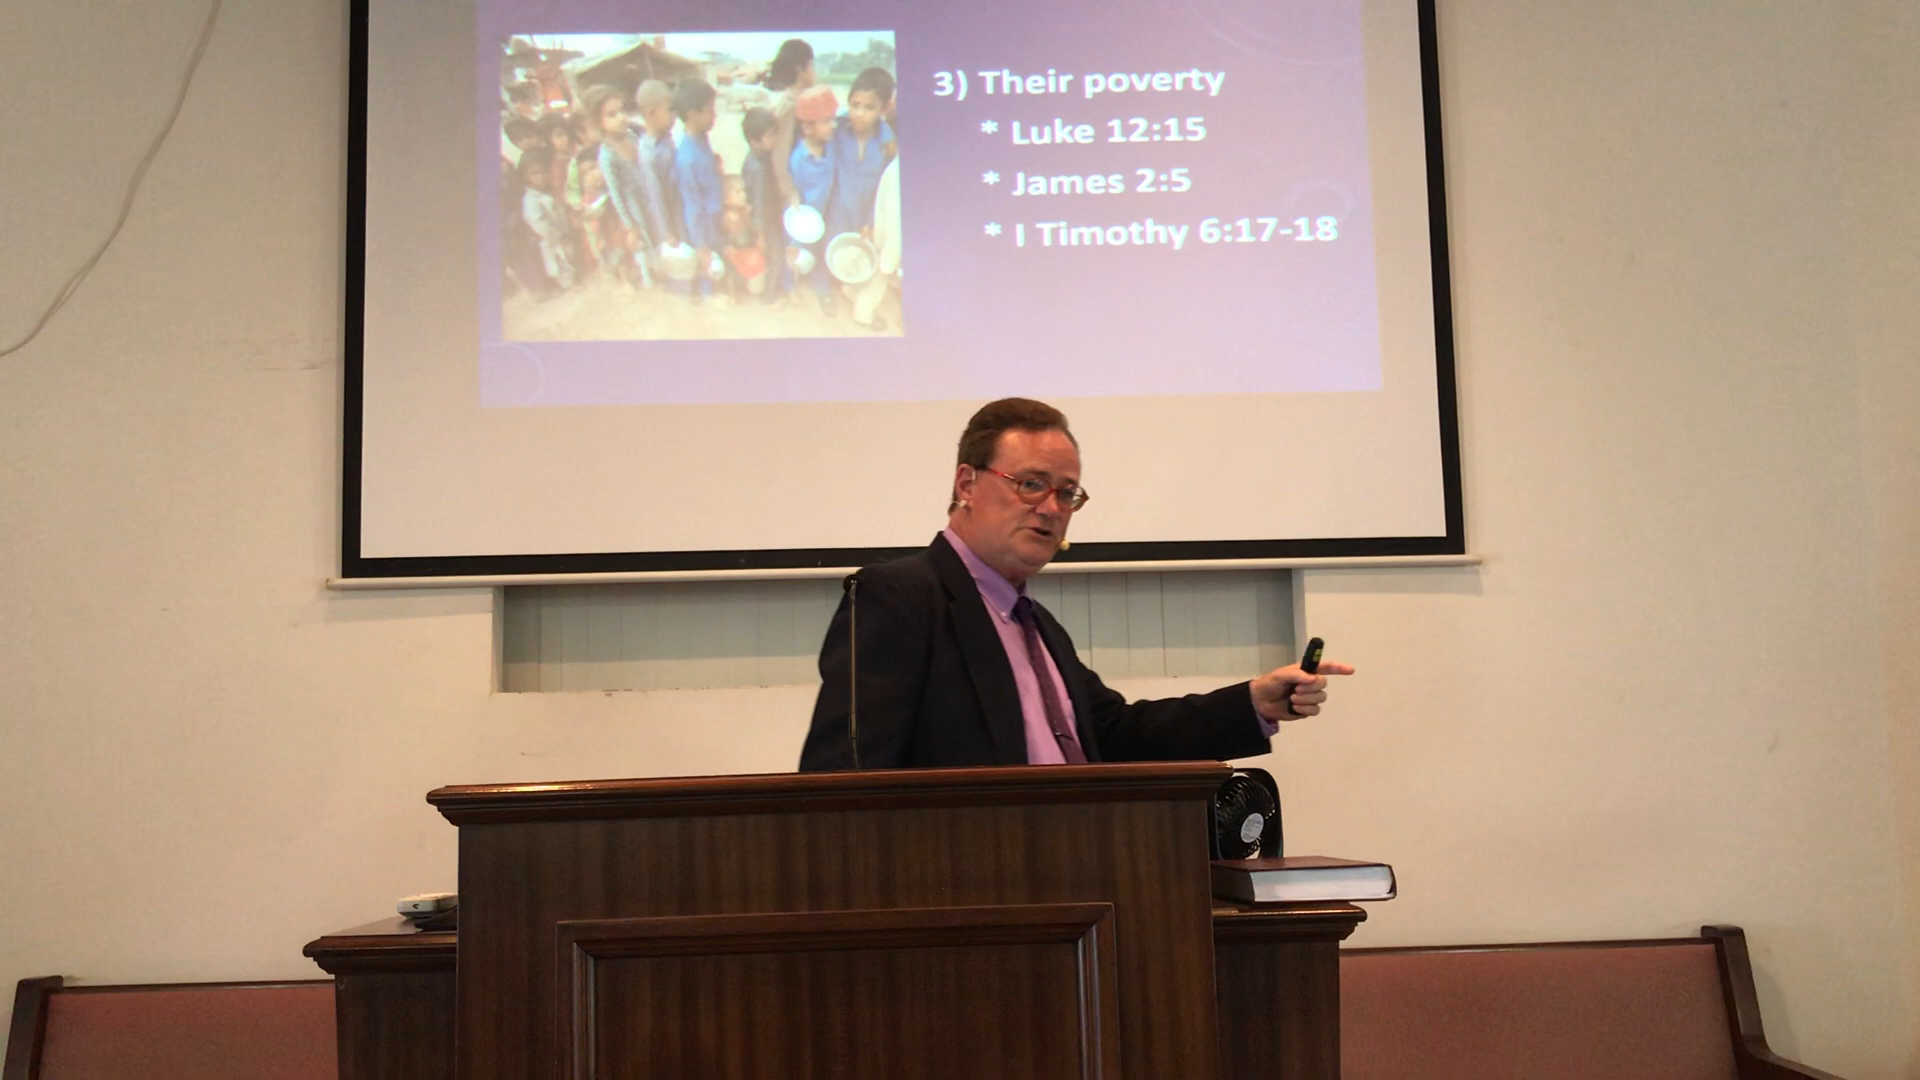 3) Their poverty
* Luke 12:15
* James 2:5
* I Timothy 6:17-18